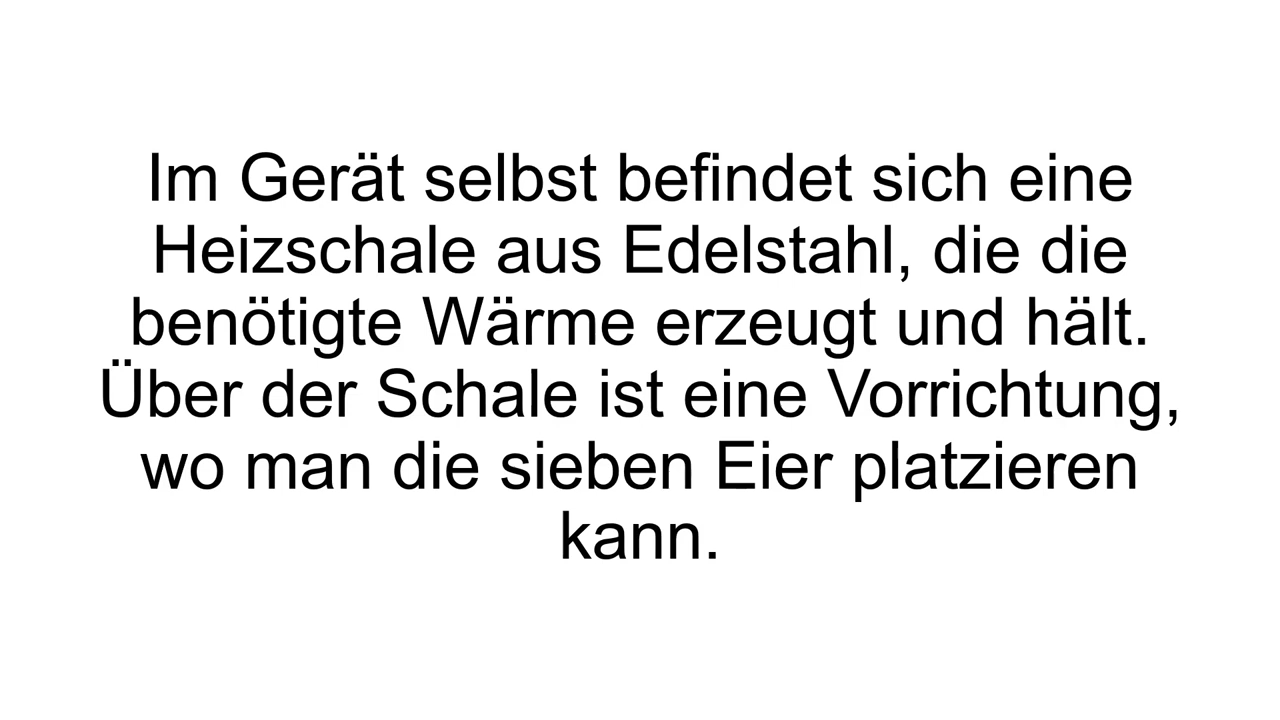 Im Gerät selbst befindet sich eine
Heizschale aus Edelstahl, die die
benötigte Wärme erzeugt und hält.
Über der Schale ist eine Vorrichtung,
wo man die sieben Eier platzieren
kann.